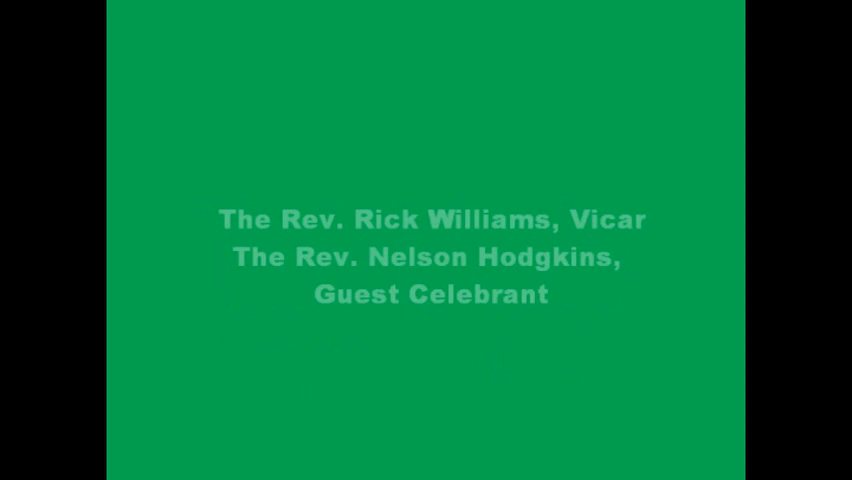 The Rev. Rick Williams, Vicar
The Rev. Nelson Hodgkins,
Guest Celebrant